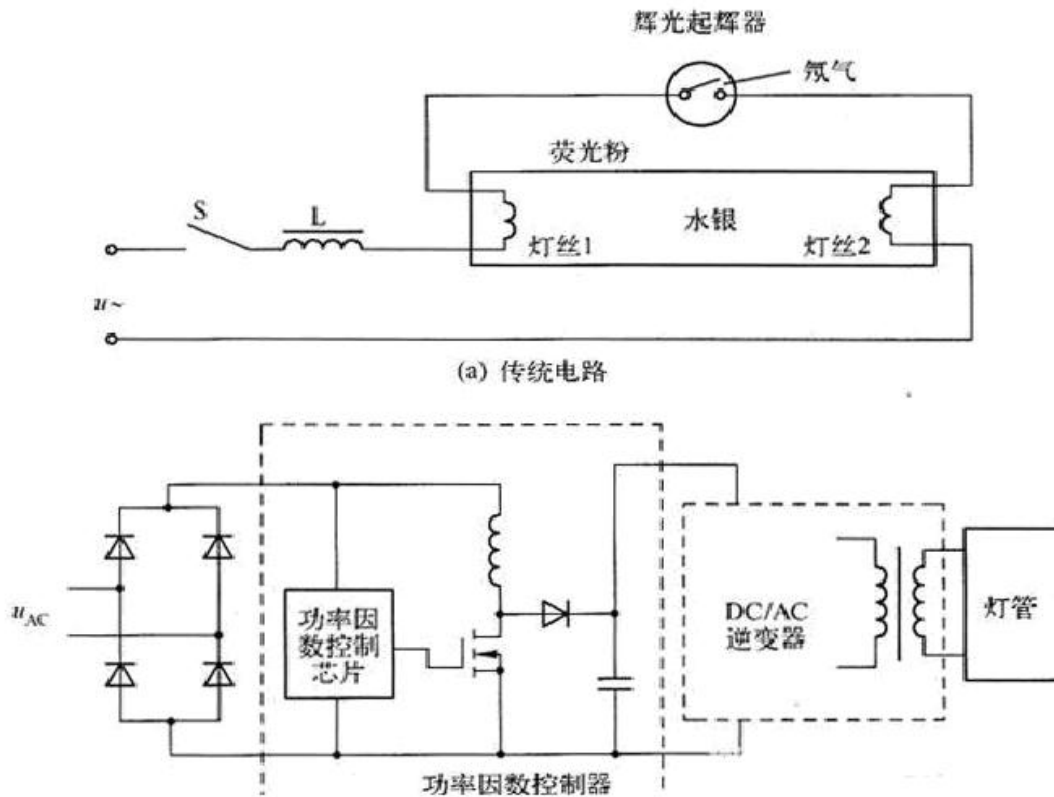 辉光起辉器
氖气
荧光粉
S
L
水银
灯丝1
灯丝2
u~
(a) 传统电路
u_AC
功率因
数控制
芯片
DC/AC
逆变器
灯管
功率因数控制器